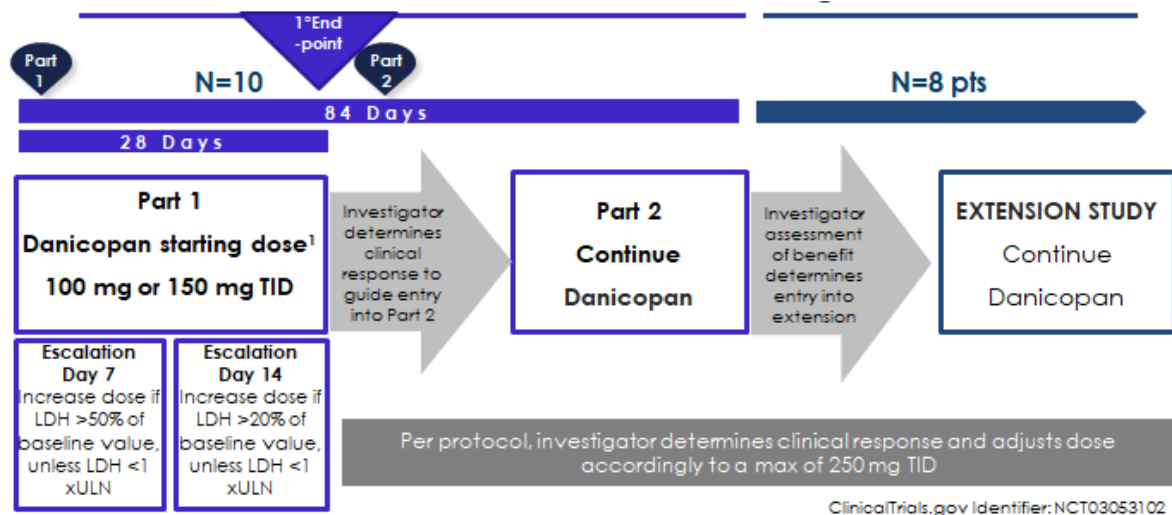 1°End
-point
Part
1
N=10
Part
2
N=8 pts
84 Days
28 Days
Part 1
Danicopan starting dose¹
100 mg or 150 mg TID
Investigator
determines
clinical
response to
guide entry
into Part 2
Part 2
Continue
Danicopan
Investigator
assessment
of benefit
determines
entry into
extension
EXTENSION STUDY
Continue
Danicopan
Escalation
Day 7
Increase dose if
LDH >50% of
baseline value,
unless LDH <1
xULN
Escalation
Day 14
Increase dose if
LDH >20% of
baseline value,
unless LDH <1
xULN
Per protocol, investigator determines clinical response and adjusts dose
accordingly to a max of 250 mg TID
ClinicalTrials.gov Identifier: NCT03053102